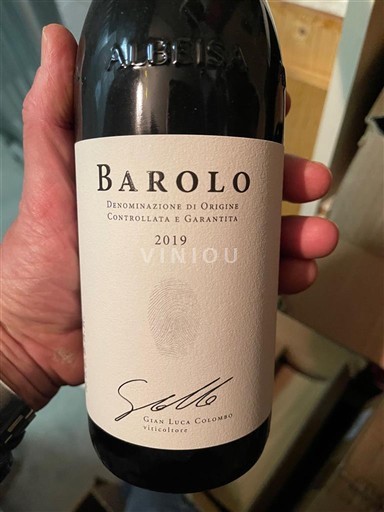 ALBEISA
BAROLO
DENOMINAZIONE DI ORIGINE
CONTROLLATA E GARANTITA
2019
VINIOU
GIAN LUCA COLOMBO
viticoltore